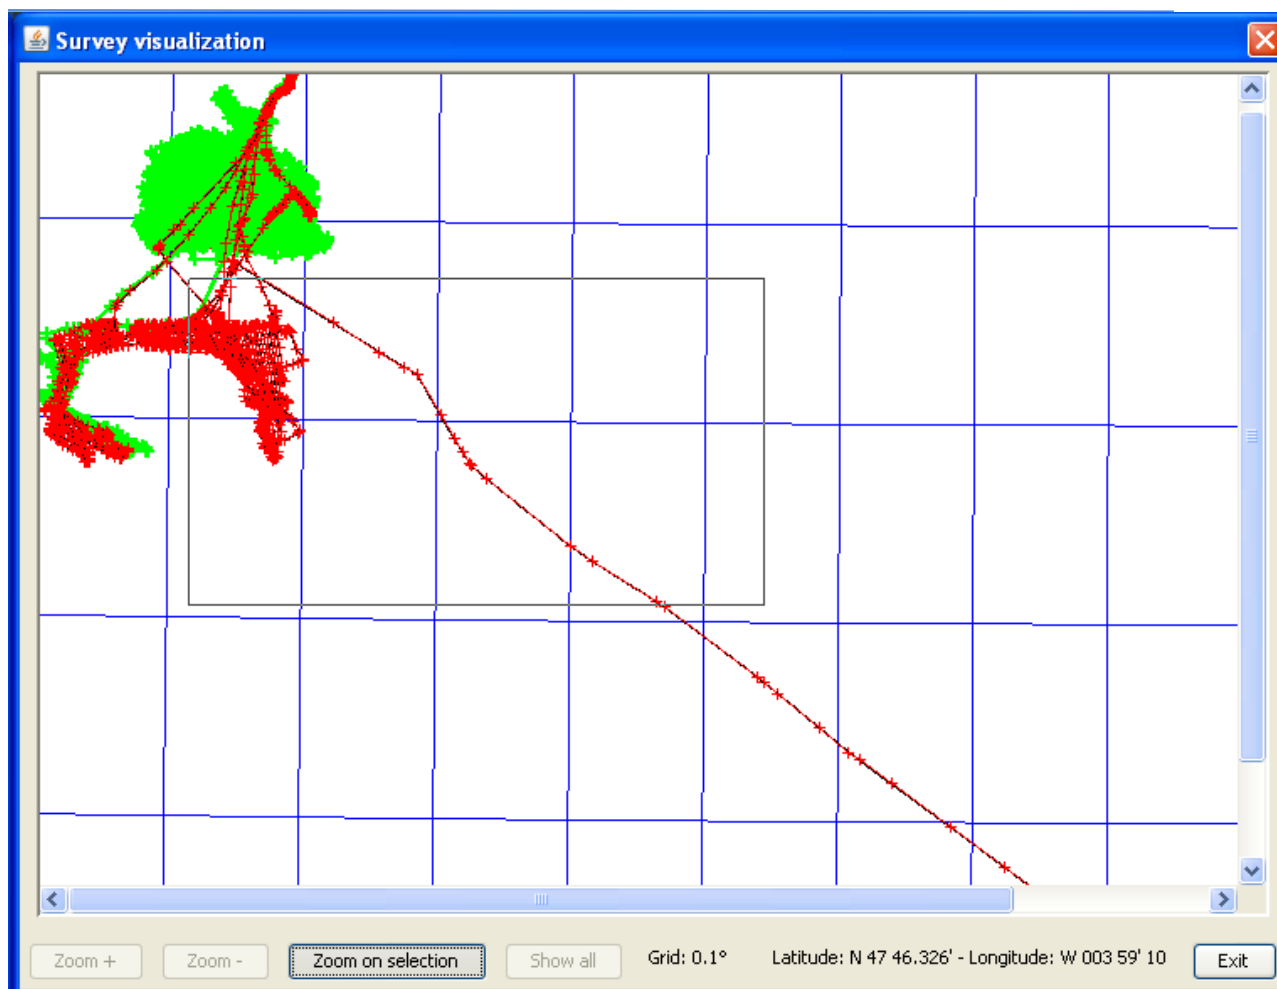 Survey visualization
Zoom +
Zoom -
Zoom on selection
Show all
Grid: 0.1°
Latitude: N 47 46.326' - Longitude: W 003 59' 10
Exit